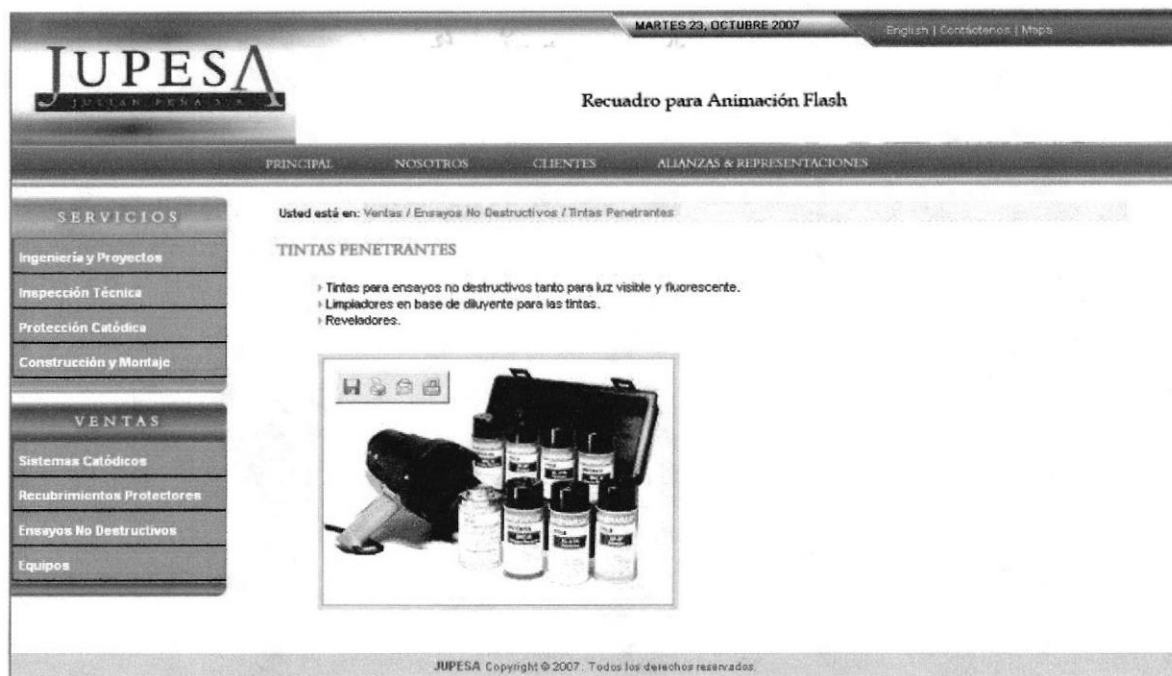 MARTES 23, OCTUBRE 2007
English | Contáctenos | Mapa
JUPESA
JULIAN PEÑA S.A.
Recuadro para Animación Flash
PRINCIPAL NOSOTROS CLIENTES ALIANZAS & REPRESENTACIONES
SERVICIOS
Ingeniería y Proyectos
Inspección Técnica
Protección Catódica
Construcción y Montaje
VENTAS
Sistemas Catódicos
Recubrimientos Protectores
Ensayos No Destructivos
Equipos
Usted está en: Ventas / Ensayos No Destructivos / Tintas Penetrantes
TINTAS PENETRANTES
Tintas para ensayos no destructivos tanto para luz visible y fluorescente.
Limpiadores en base de diluyente para las tintas.
Reveladores.
JUPESA Copyright © 2007. Todos los derechos reservados.